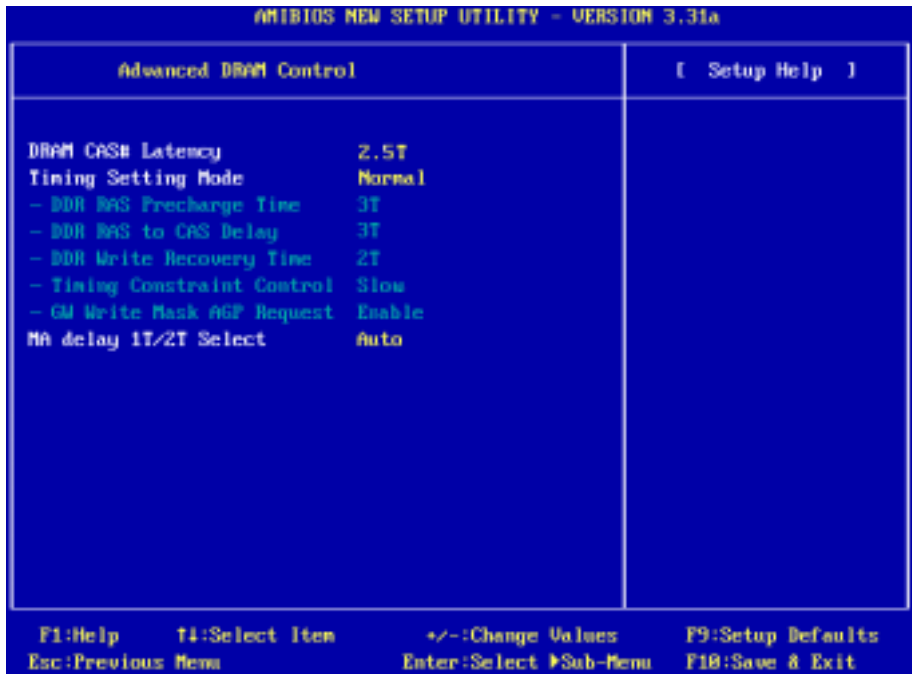 AMIBIOS NEW SETUP UTILITY - VERSION 3.31a
Advanced DRAM Control
[ Setup Help ]
DRAM CAS# Latency 2.5T
Timing Setting Mode Normal
- DDR RAS Precharge Time 3T
- DDR RAS to CAS Delay 3T
- DDR Write Recovery Time 2T
- Timing Constraint Control Slow
- GW Write Mask AGP Request Enable
MA delay 1T/2T Select Auto
F1:Help ↑↓:Select Item +/-:Change Values F9:Setup Defaults
Esc:Previous Menu Enter:Select ▶Sub-Menu F10:Save & Exit